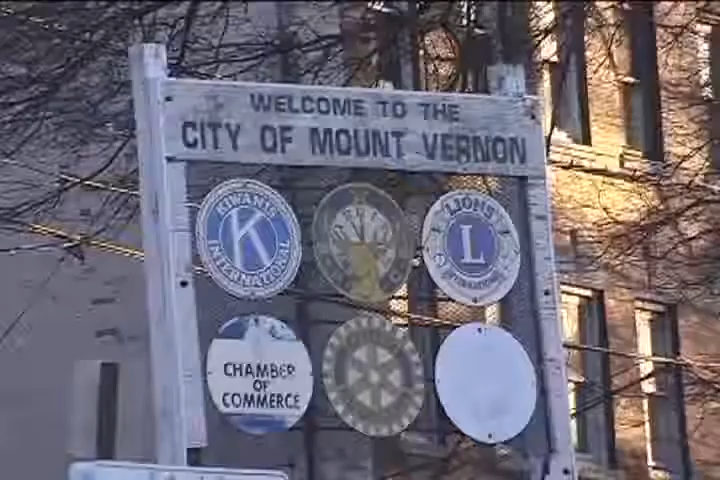 WELCOME TO THE
CITY OF MOUNT VERNON
KIWANIS
K
INTERNATIONAL
LIONS
L
INTERNATIONAL
CHAMBER
OF
COMMERCE